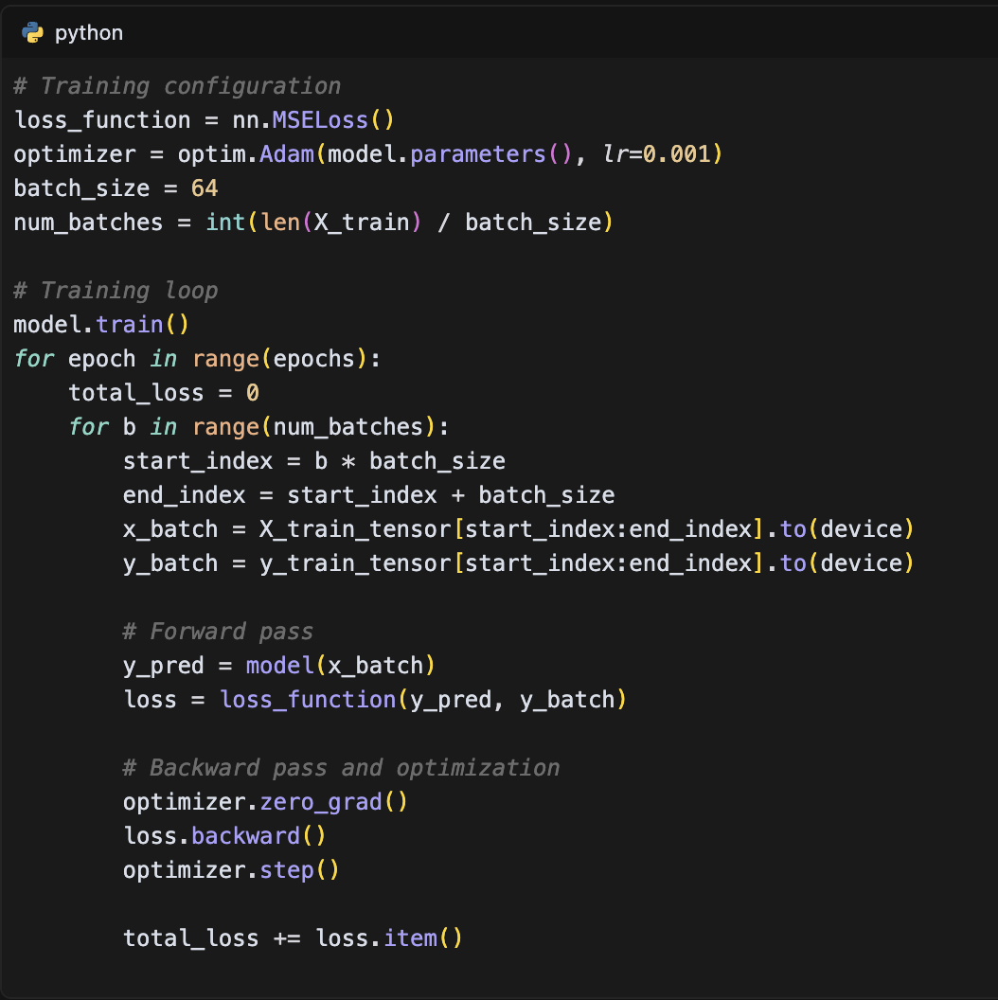 python
# Training configuration
loss_function = nn.MSELoss()
optimizer = optim.Adam(model.parameters(), lr=0.001)
batch_size = 64
num_batches = int(len(X_train) / batch_size)

# Training loop
model.train()
for epoch in range(epochs):
    total_loss = 0
    for b in range(num_batches):
        start_index = b * batch_size
        end_index = start_index + batch_size
        x_batch = X_train_tensor[start_index:end_index].to(device)
        y_batch = y_train_tensor[start_index:end_index].to(device)

        # Forward pass
        y_pred = model(x_batch)
        loss = loss_function(y_pred, y_batch)

        # Backward pass and optimization
        optimizer.zero_grad()
        loss.backward()
        optimizer.step()

        total_loss += loss.item()